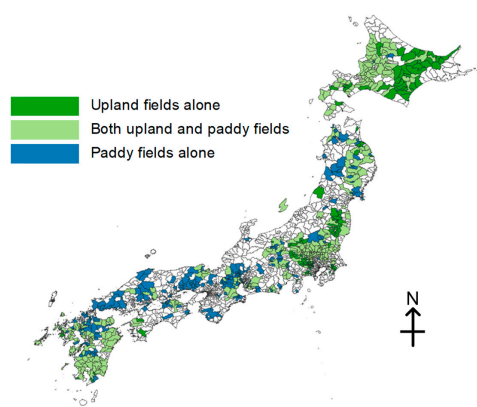 Upland fields alone
Both upland and paddy fields
Paddy fields alone
N